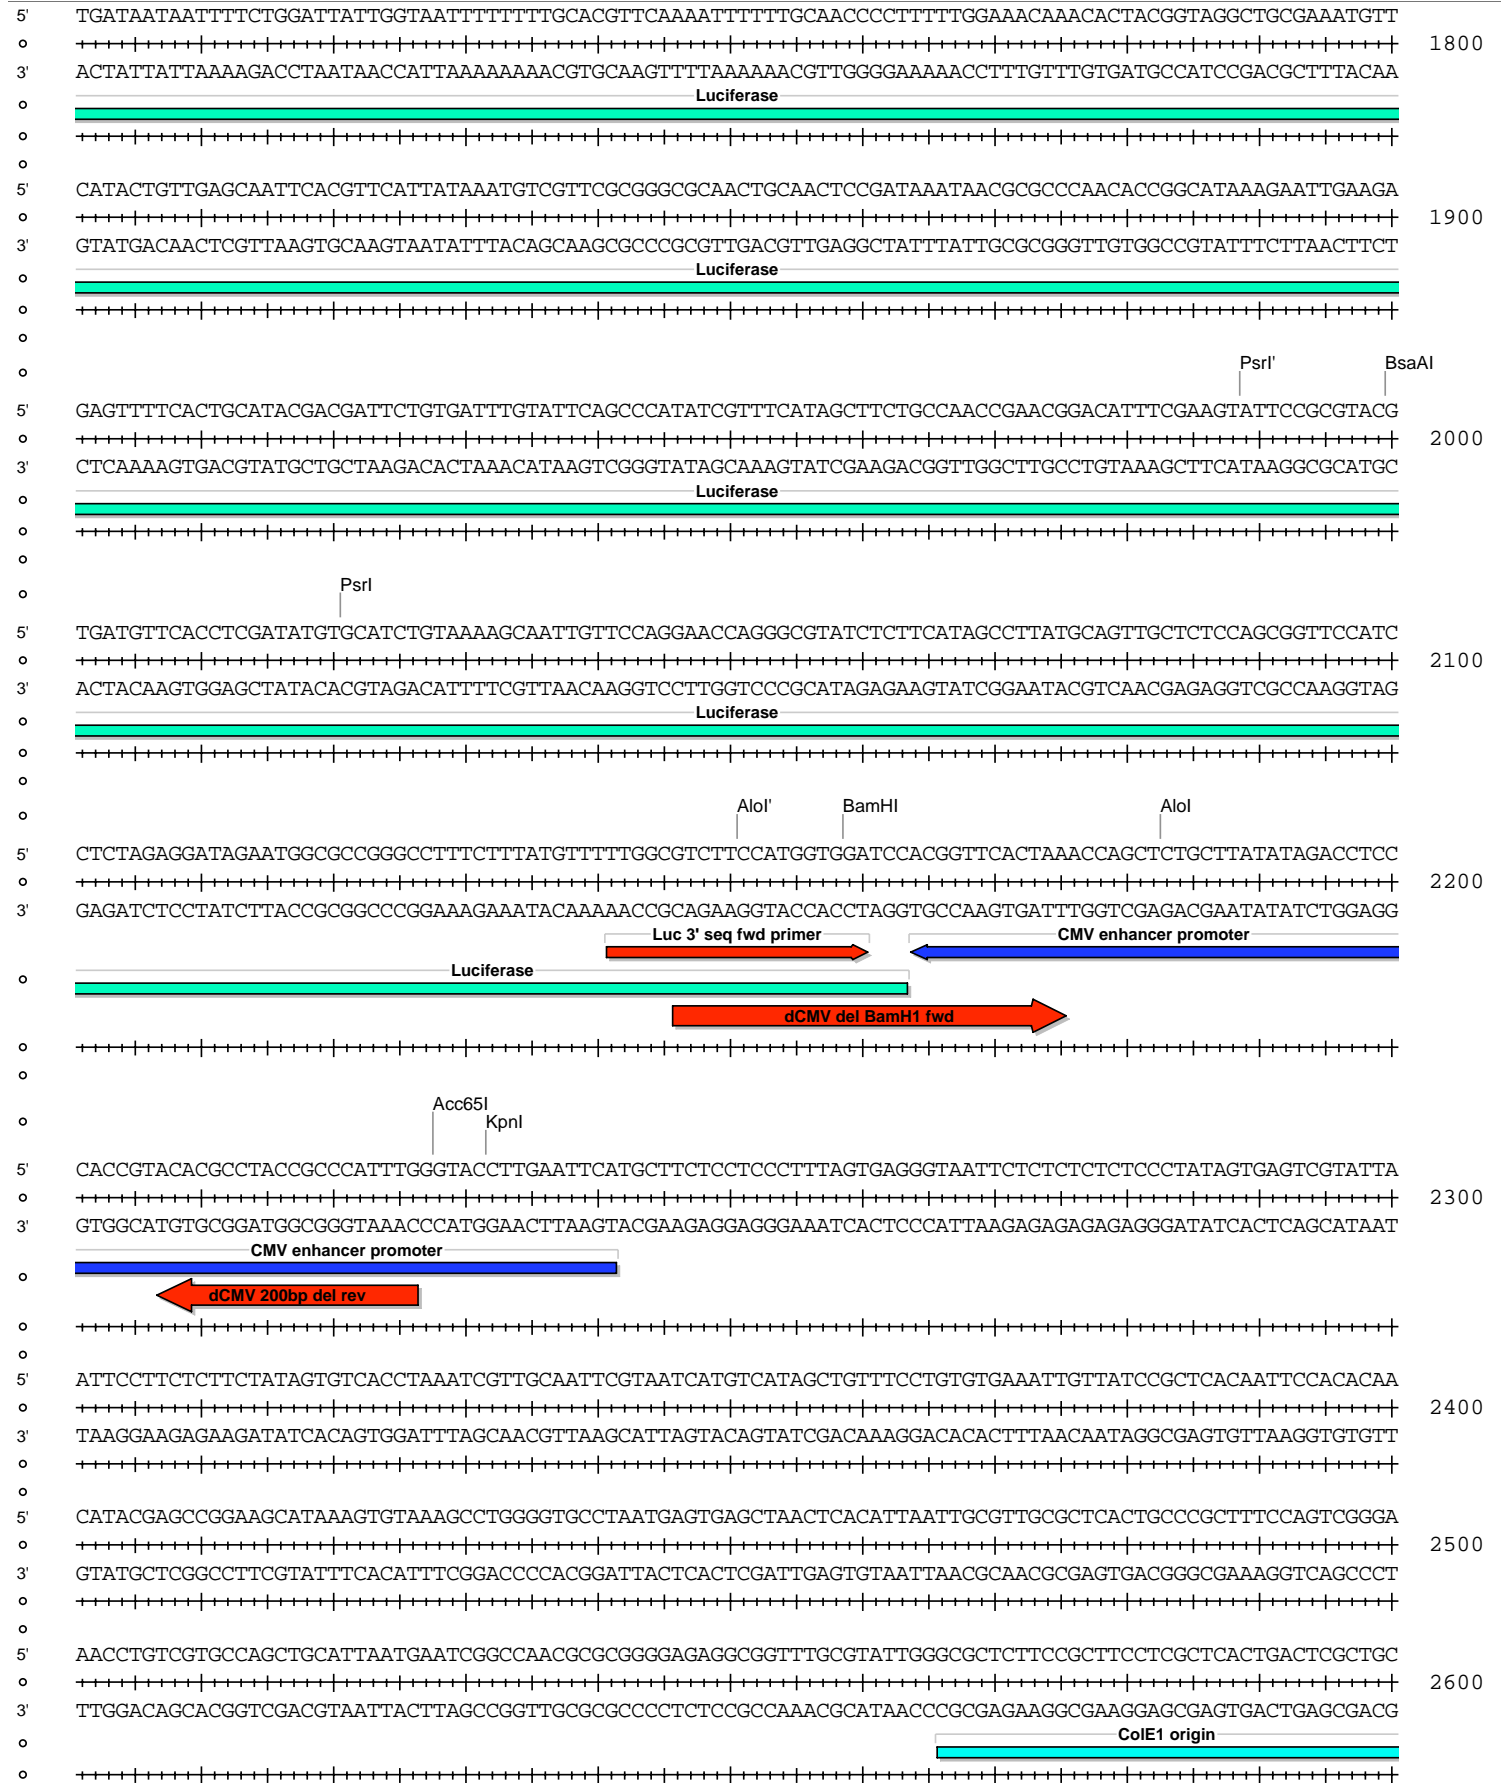 5' TGATAATAATTTTCTGGATTATTGGTAATTTTTTTTGCACGTTCAAAATTTTTTGCAACCCCTTTTTGGAAACAAACACTACGGTAGGCTGCGAAATGTT
1800
3' ACTATTATTAAAAGACCTAATAACCATTAAAAAAAACGTGCAAGTTTTAAAAAACGTTGGGGAAAAACCTTTGTTTGTGATGCCATCCGACGCTTTACAA
Luciferase
5' CATACTGTTGAGCAATTCACGTTCATTATAAATGTCGTTCGCGGGCGCAACTGCAACTCCGATAAATAACGCGCCCAACACCGGCATAAAGAATTGAAGA
1900
3' GTATGACAACTCGTTAAGTGCAAGTAATATTTACAGCAAGCGCCCGCGTTGACGTTGAGGCTATTTATTGCGCGGGTTGTGGCCGTATTTCTTAACTTCT
Luciferase
PsrI' BsaAI
5' GAGTTTTCACTGCATACGACGATTCTGTGATTTGTATTCAGCCCATATCGTTTCATAGCTTCTGCCAACCGAACGGACATTTCGAAGTATTCCGCGTACG
2000
3' CTCAAAAGTGACGTATGCTGCTAAGACACTAAACATAAGTCGGGTATAGCAAAGTATCGAAGACGGTTGGCTTGCCTGTAAAGCTTCATAAGGCGCATGC
Luciferase
PsrI
5' TGATGTTCACCTCGATATGTGCATCTGTAAAAGCAATTGTTCCAGGAACCAGGGCGTATCTCTTCATAGCCTTATGCAGTTGCTCTCCAGCGGTTCCATC
2100
3' ACTACAAGTGGAGCTATACACGTAGACATTTTCGTTAACAAGGTCCTTGGTCCCGCATAGAGAAGTATCGGAATACGTCAACGAGAGGTCGCCAAGGTAG
Luciferase
AloI' BamHI AloI
5' CTCTAGAGGATAGAATGGCGCCGGGCCTTTCTTTATGTTTTTGGCGTCTTCCATGGTGGATCCACGGTTCACTAAACCAGCTCTGCTTATATAGACCTCC
2200
3' GAGATCTCCTATCTTACCGCGGCCCGGAAAGAAATACAAAAACCGCAGAAGGTACCACCTAGGTGCCAAGTGATTTGGTCGAGACGAATATATCTGGAGG
Luc 3' seq fwd primer CMV enhancer promoter
Luciferase
dCMV del BamH1 fwd
Acc65I
KpnI
5' CACCGTACACGCCTACCGCCCATTTGGGTACCTTGAATTCATGCTTCTCCTCCCTTTAGTGAGGGTAATTCTCTCTCTCTCCCTATAGTGAGTCGTATTA
2300
3' GTGGCATGTGCGGATGGCGGGTAAACCCATGGAACTTAAGTACGAAGAGGAGGGAAATCACTCCCATTAAGAGAGAGAGAGGGATATCACTCAGCATAAT
CMV enhancer promoter
dCMV 200bp del rev
5' ATTCCTTCTCTTCTATAGTGTCACCTAAATCGTTGCAATTCGTAATCATGTCATAGCTGTTTCCTGTGTGAAATTGTTATCCGCTCACAATTCCACACAA
2400
3' TAAGGAAGAGAAGATATCACAGTGGATTTAGCAACGTTAAGCATTAGTACAGTATCGACAAAGGACACACTTTAACAATAGGCGAGTGTTAAGGTGTGTT
5' CATACGAGCCGGAAGCATAAAGTGTAAAGCCTGGGGTGCCTAATGAGTGAGCTAACTCACATTAATTGCGTTGCGCTCACTGCCCGCTTTCCAGTCGGGA
2500
3' GTATGCTCGGCCTTCGTATTTCACATTTCGGACCCCACGGATTACTCACTCGATTGAGTGTAATTAACGCAACGCGAGTGACGGGCGAAAGGTCAGCCCT
5' AACCTGTCGTGCCAGCTGCATTAATGAATCGGCCAACGCGCGGGGAGAGGCGGTTTGCGTATTGGGCGCTCTTCCGCTTCCTCGCTCACTGACTCGCTGC
2600
3' TTGGACAGCACGGTCGACGTAATTACTTAGCCGGTTGCGCGCCCCTCTCCGCCAAACGCATAACCCGCGAGAAGGCGAAGGAGCGAGTGACTGAGCGACG
ColE1 origin